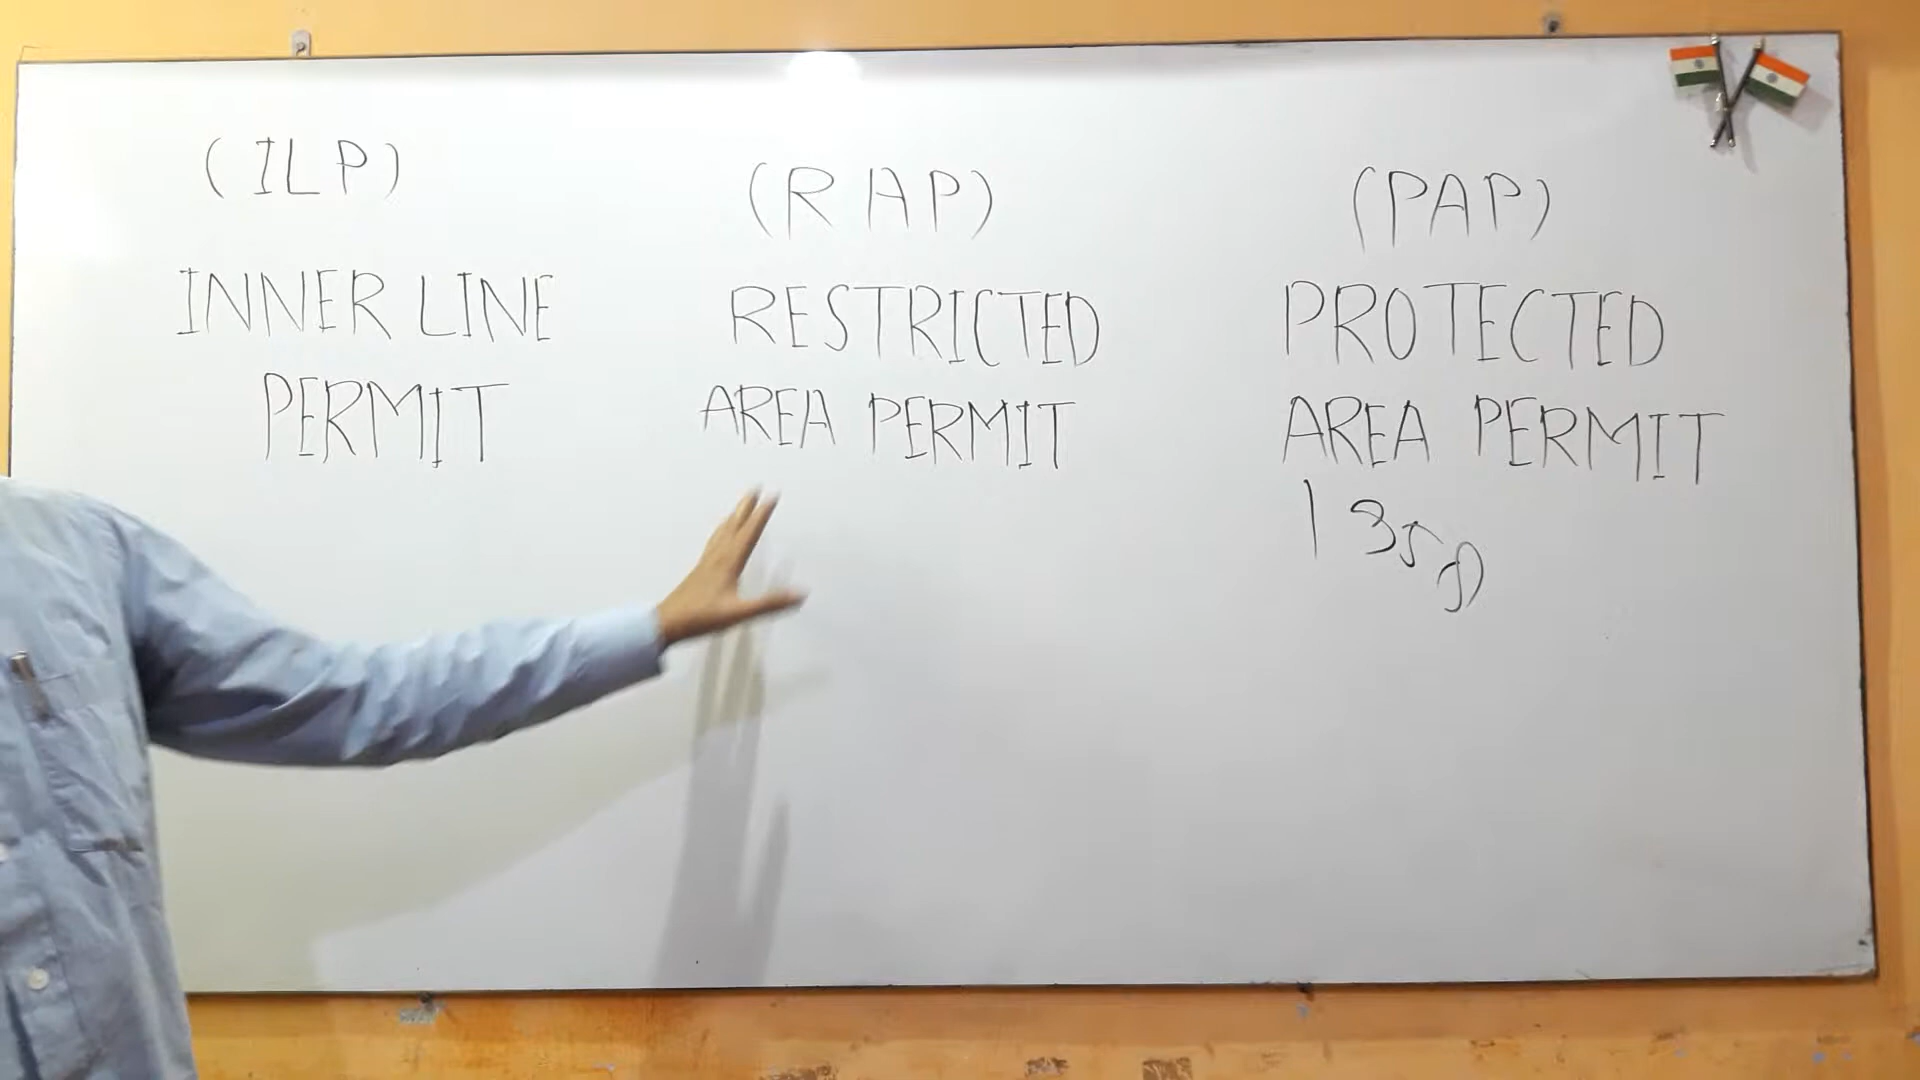 (ILP)
INNER LINE
PERMIT
(RAP)
RESTRICTED
AREA PERMIT
(PAP)
PROTECTED
AREA PERMIT